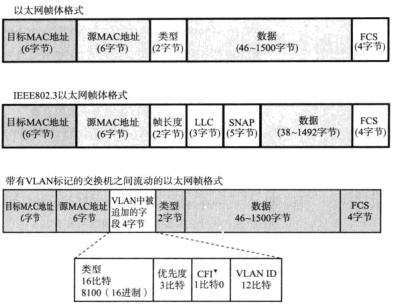 以太网帧体格式
目标MAC地址 源MAC地址 类型 数据 FCS
(6字节) (6字节) (2字节) (46~1500字节) (4字节)
IEEE802.3以太网帧体格式
目标MAC地址 源MAC地址 帧长度 LLC SNAP 数据 FCS
(6字节) (6字节) (2字节) (3字节) (5字节) (38~1492字节) (4字节)
带有VLAN标记的交换机之间流动的以太网帧格式
目标MAC地址 源MAC地址 VLAN中被 类型 数据 FCS
6字节 6字节 追加的字 2字节 46~1500字节 4字节
段 4字节
类型 优先度 CFI▼ VLAN ID
16比特 3比特 1比特0 12比特
8100（16进制）